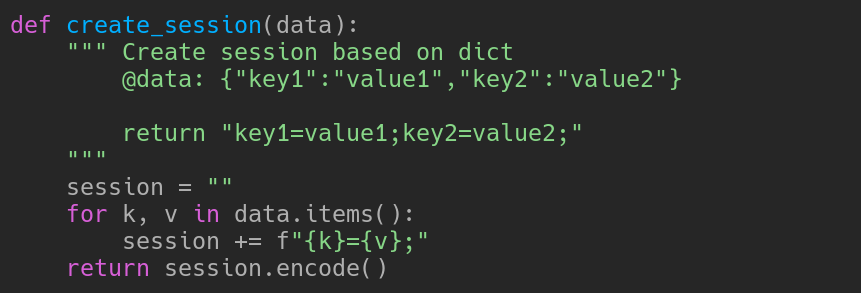 def create_session(data):
    """ Create session based on dict
        @data: {"key1":"value1","key2":"value2"}

        return "key1=value1;key2=value2;"
    """
    session = ""
    for k, v in data.items():
        session += f"{k}={v};"
    return session.encode()